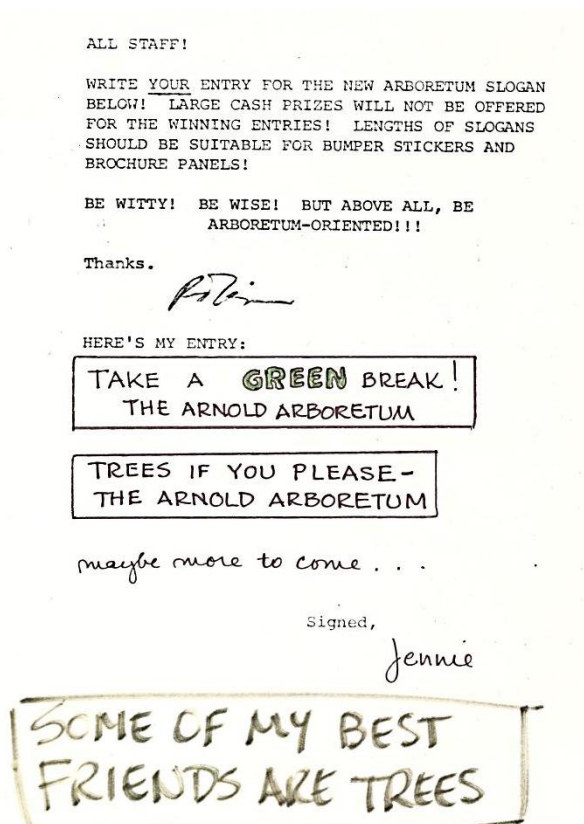 ALL STAFF!
WRITE YOUR ENTRY FOR THE NEW ARBORETUM SLOGAN
BELOW! LARGE CASH PRIZES WILL NOT BE OFFERED
FOR THE WINNING ENTRIES! LENGTHS OF SLOGANS
SHOULD BE SUITABLE FOR BUMPER STICKERS AND
BROCHURE PANELS!
BE WITTY! BE WISE! BUT ABOVE ALL, BE
ARBORETUM-ORIENTED!!!
Thanks.
HERE'S MY ENTRY:
TAKE A GREEN BREAK!
THE ARNOLD ARBORETUM
TREES IF YOU PLEASE-
THE ARNOLD ARBORETUM
maybe more to come . . .
Signed,
Jennie
SOME OF MY BEST
FRIENDS ARE TREES